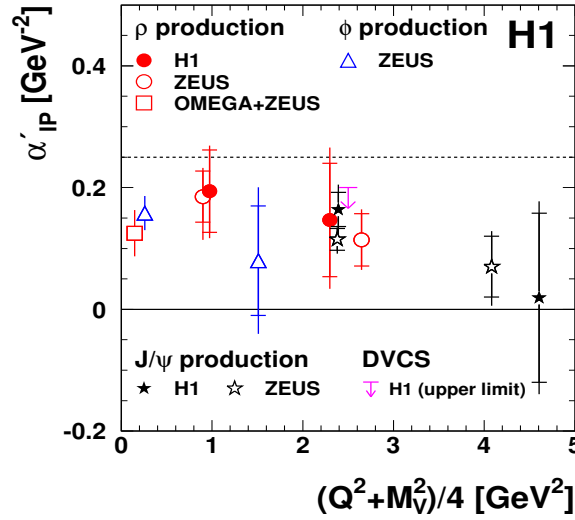 ρ production φ production H1
H1 ZEUS
ZEUS
OMEGA+ZEUS
α′IP [GeV-2]
0.4
0.2
0
-0.2
J/ψ production DVCS
H1 ZEUS H1 (upper limit)
0 1 2 3 4 5
(Q2+M2V)/4 [GeV2]